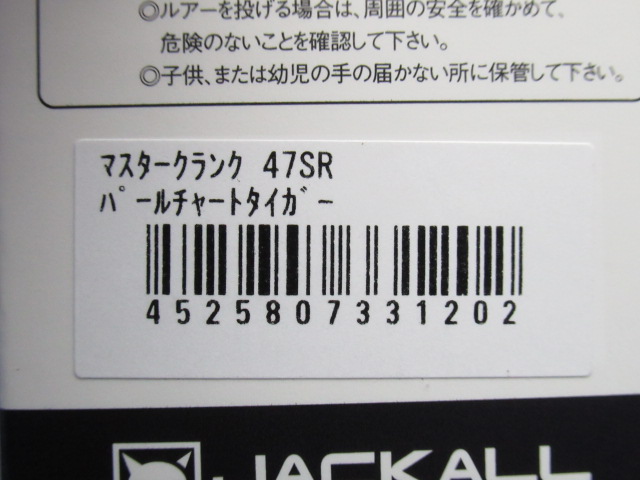 ◎ルアーを投げる場合は、周囲の安全を確かめて、
危険のないことを確認して下さい。
◎子供、または幼児の手の届かない所に保管して下さい。
マスタークランク 47SR
パールチャートタイガー
4525807331202
JACKALL